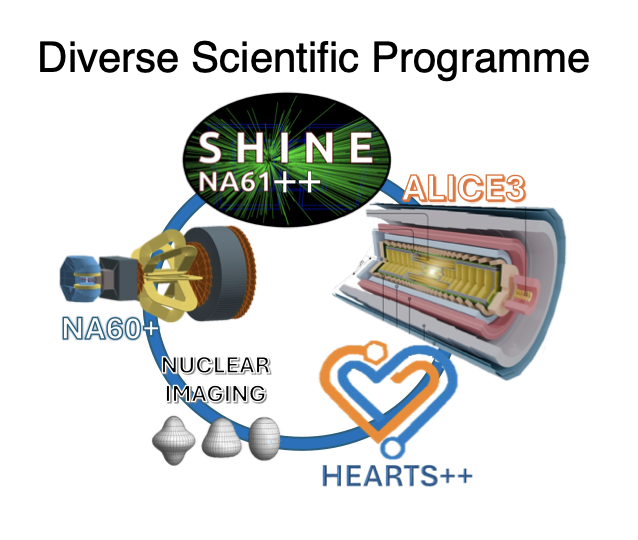 Diverse Scientific Programme
SHINE
NA61++
ALICE3
NA60+
NUCLEAR
IMAGING
HEARTS++